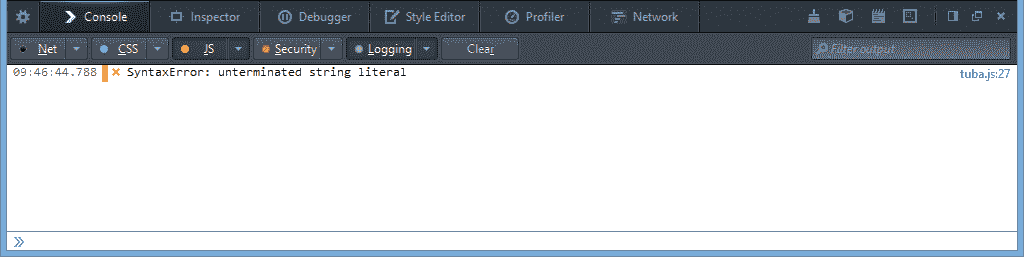 Console Inspector Debugger Style Editor Profiler Network
Net CSS JS Security Logging Clear Filter output
09:46:44.788 SyntaxError: unterminated string literal tuba.js:27